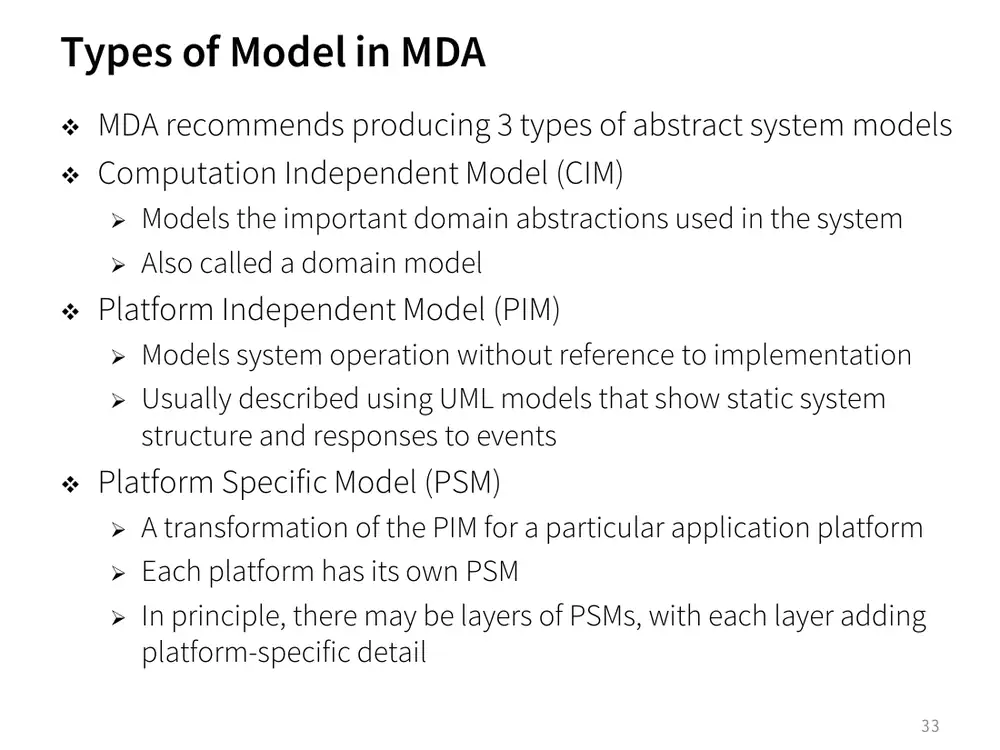 Types of Model in MDA
❖ MDA recommends producing 3 types of abstract system models
❖ Computation Independent Model (CIM)
➢ Models the important domain abstractions used in the system
➢ Also called a domain model
❖ Platform Independent Model (PIM)
➢ Models system operation without reference to implementation
➢ Usually described using UML models that show static system
structure and responses to events
❖ Platform Specific Model (PSM)
➢ A transformation of the PIM for a particular application platform
➢ Each platform has its own PSM
➢ In principle, there may be layers of PSMs, with each layer adding
platform-specific detail
33